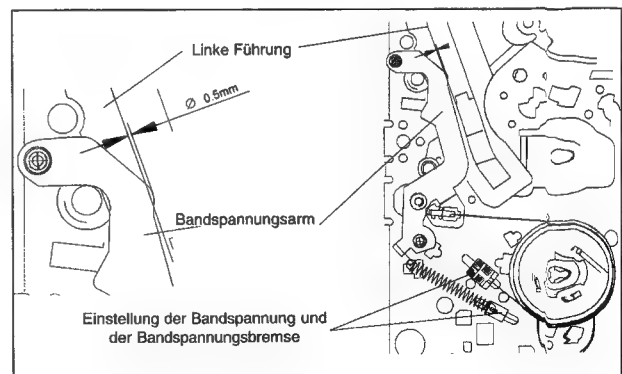 Linke Führung
Ø 0.5mm
Bandspannungsarm
Einstellung der Bandspannung und
der Bandspannungsbremse